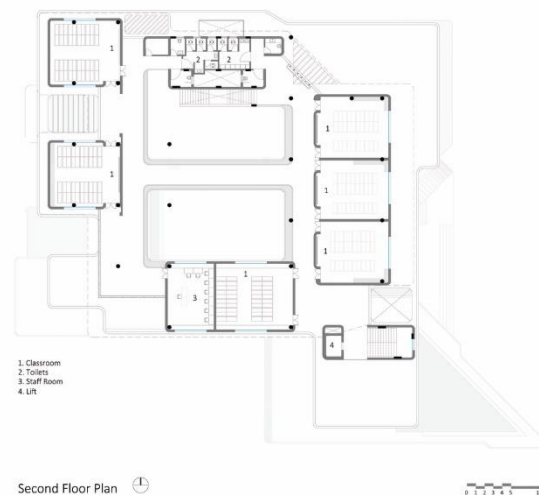 1
2
2
1
1
1
1
3
1
4
1. Classroom
2. Toilets
3. Staff Room
4. Lift
Second Floor Plan
0 1 2 3 4 5